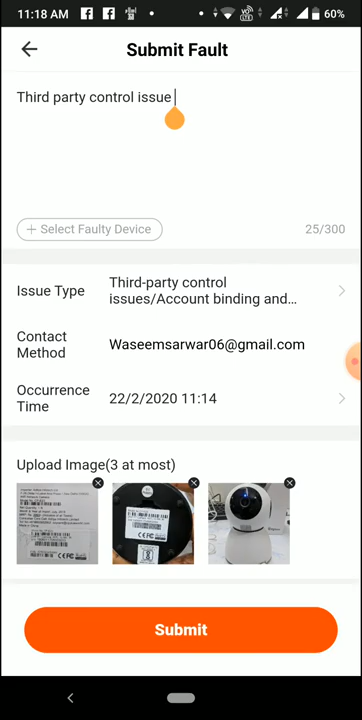 11:18 AM
60%
Submit Fault
Third party control issue
+ Select Faulty Device
25/300
Issue Type
Third-party control
issues/Account binding and...
Contact
Method
Waseemsarwar06@gmail.com
Occurrence
Time
22/2/2020 11:14
Upload Image(3 at most)
Submit